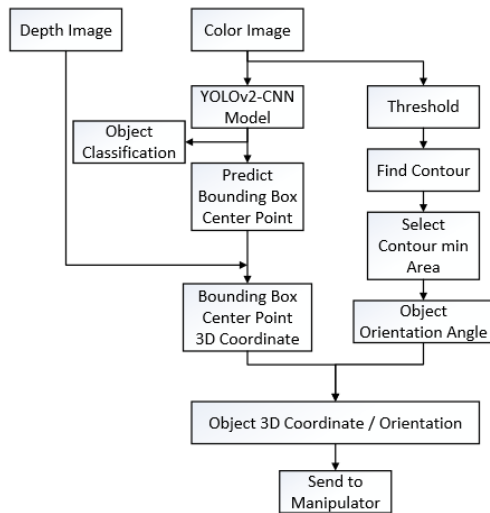 Depth Image
Color Image
YOLOv2-CNN
Model
Threshold
Object
Classification
Find Contour
Predict
Bounding Box
Center Point
Select
Contour min
Area
Bounding Box
Center Point
3D Coordinate
Object
Orientation Angle
Object 3D Coordinate / Orientation
Send to
Manipulator